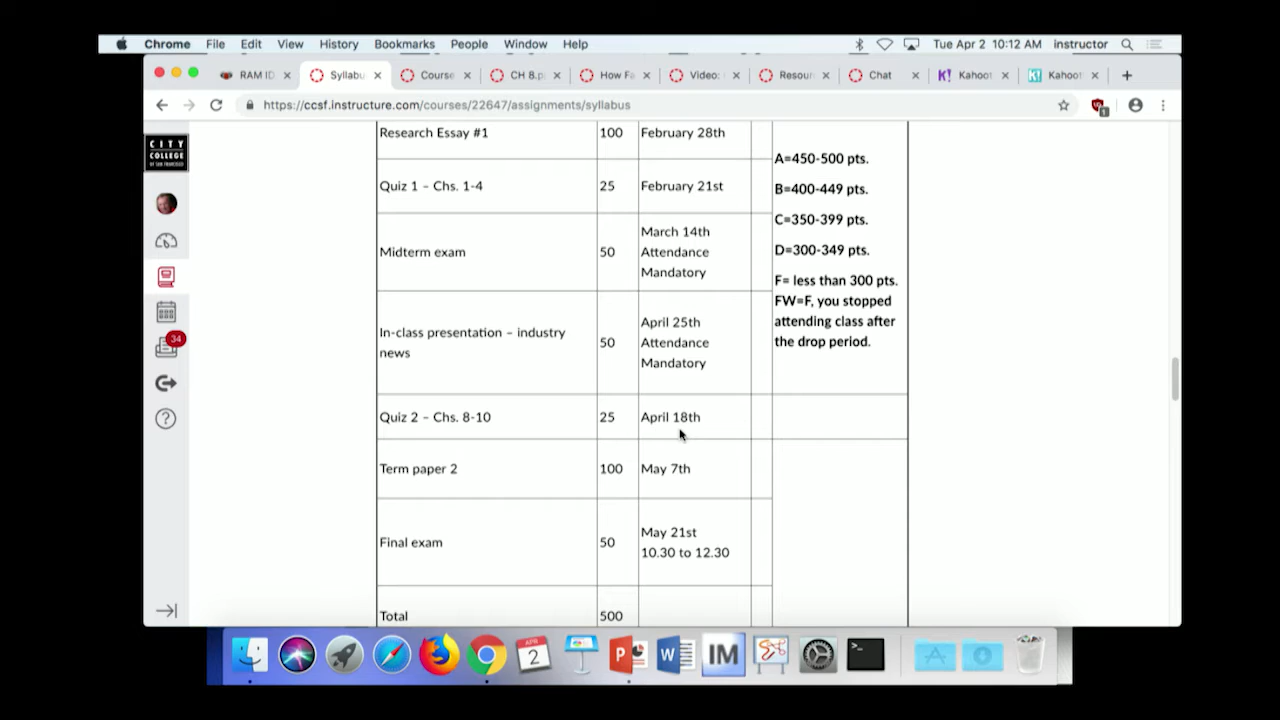 Chrome File Edit View History Bookmarks People Window Help Tue Apr 2 10:12 AM instructor
RAM ID Syllabu Course CH 8.p How Fa Video: Resour Chat K! Kahoot K! Kahoot
https://ccsf.instructure.com/courses/22647/assignments/syllabus
CITY
COLLEGE
OF SAN FRANCISCO
34
Research Essay #1 100 February 28th
Quiz 1 – Chs. 1-4 25 February 21st
Midterm exam 50 March 14th
Attendance
Mandatory
In-class presentation – industry
news
50
April 25th
Attendance
Mandatory
Quiz 2 – Chs. 8-10 25 April 18th
Term paper 2 100 May 7th
Final exam 50 May 21st
10.30 to 12.30
Total 500
A=450-500 pts.
B=400-449 pts.
C=350-399 pts.
D=300-349 pts.
F= less than 300 pts.
FW=F, you stopped
attending class after
the drop period.
APR
2
P W IM >_